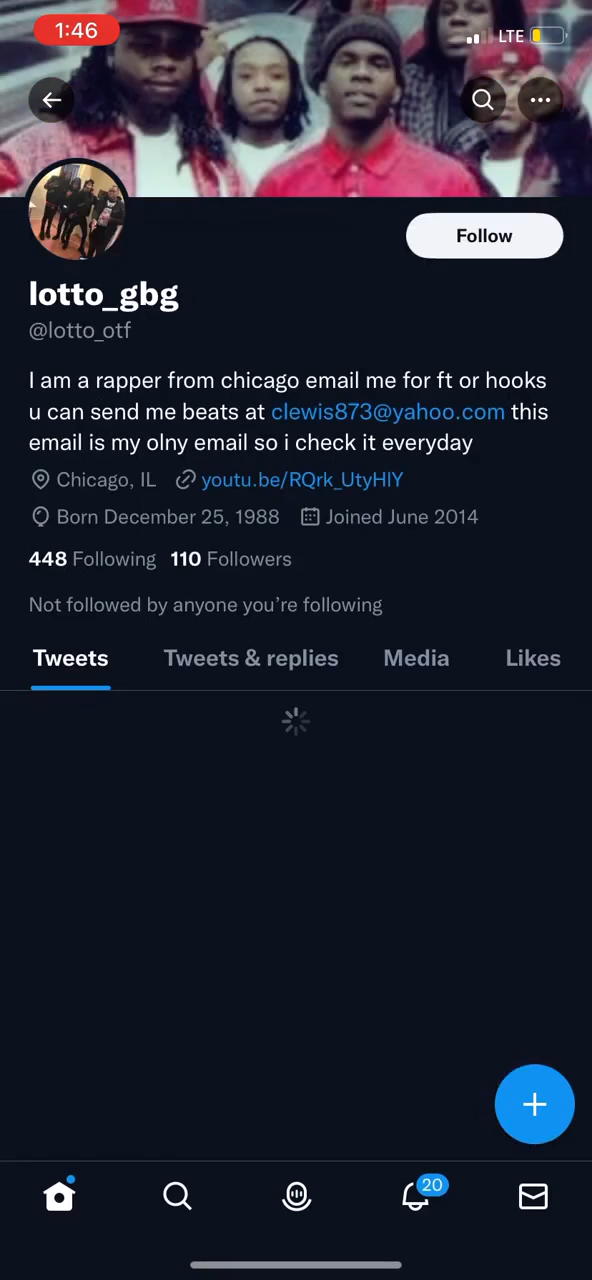 1:46
LTE
Follow
lotto_gbg
@lotto_otf
I am a rapper from chicago email me for ft or hooks
u can send me beats at clewis873@yahoo.com this
email is my olny email so i check it everyday
Chicago, IL youtu.be/RQrk_UtyHlY
Born December 25, 1988 Joined June 2014
448 Following 110 Followers
Not followed by anyone you’re following
Tweets Tweets & replies Media Likes
20